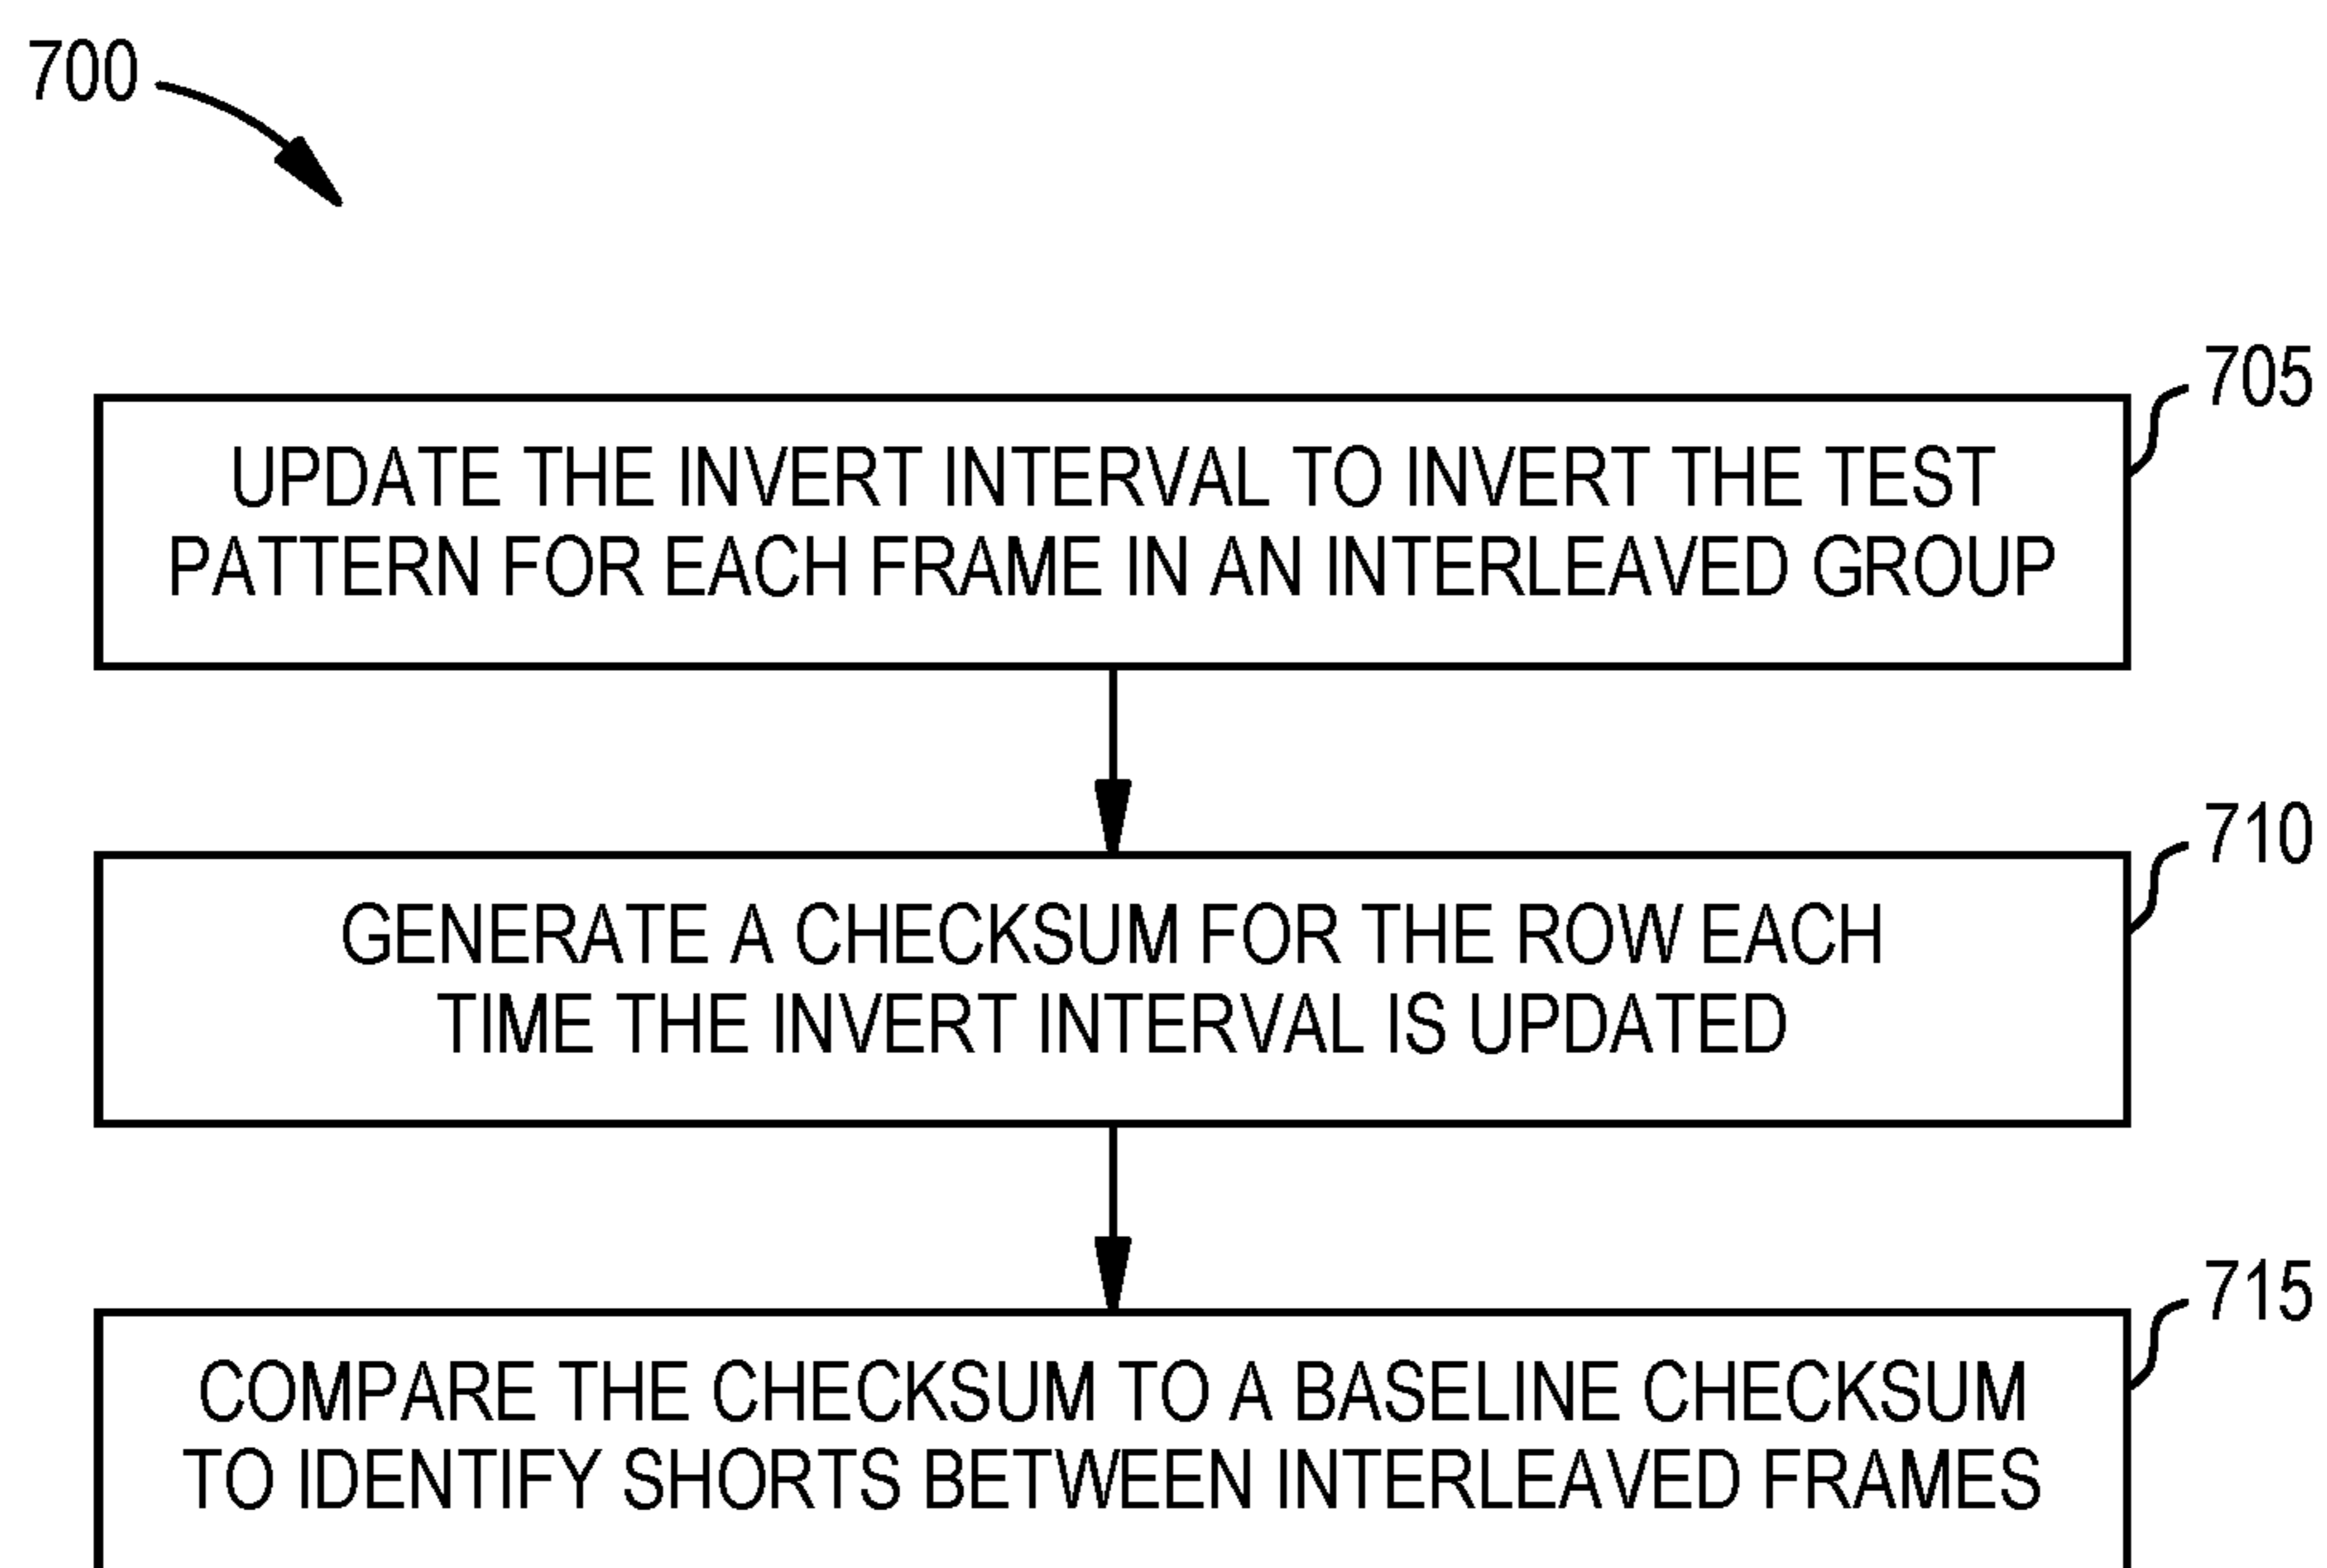 700
705
UPDATE THE INVERT INTERVAL TO INVERT THE TEST
PATTERN FOR EACH FRAME IN AN INTERLEAVED GROUP
710
GENERATE A CHECKSUM FOR THE ROW EACH
TIME THE INVERT INTERVAL IS UPDATED
715
COMPARE THE CHECKSUM TO A BASELINE CHECKSUM
TO IDENTIFY SHORTS BETWEEN INTERLEAVED FRAMES